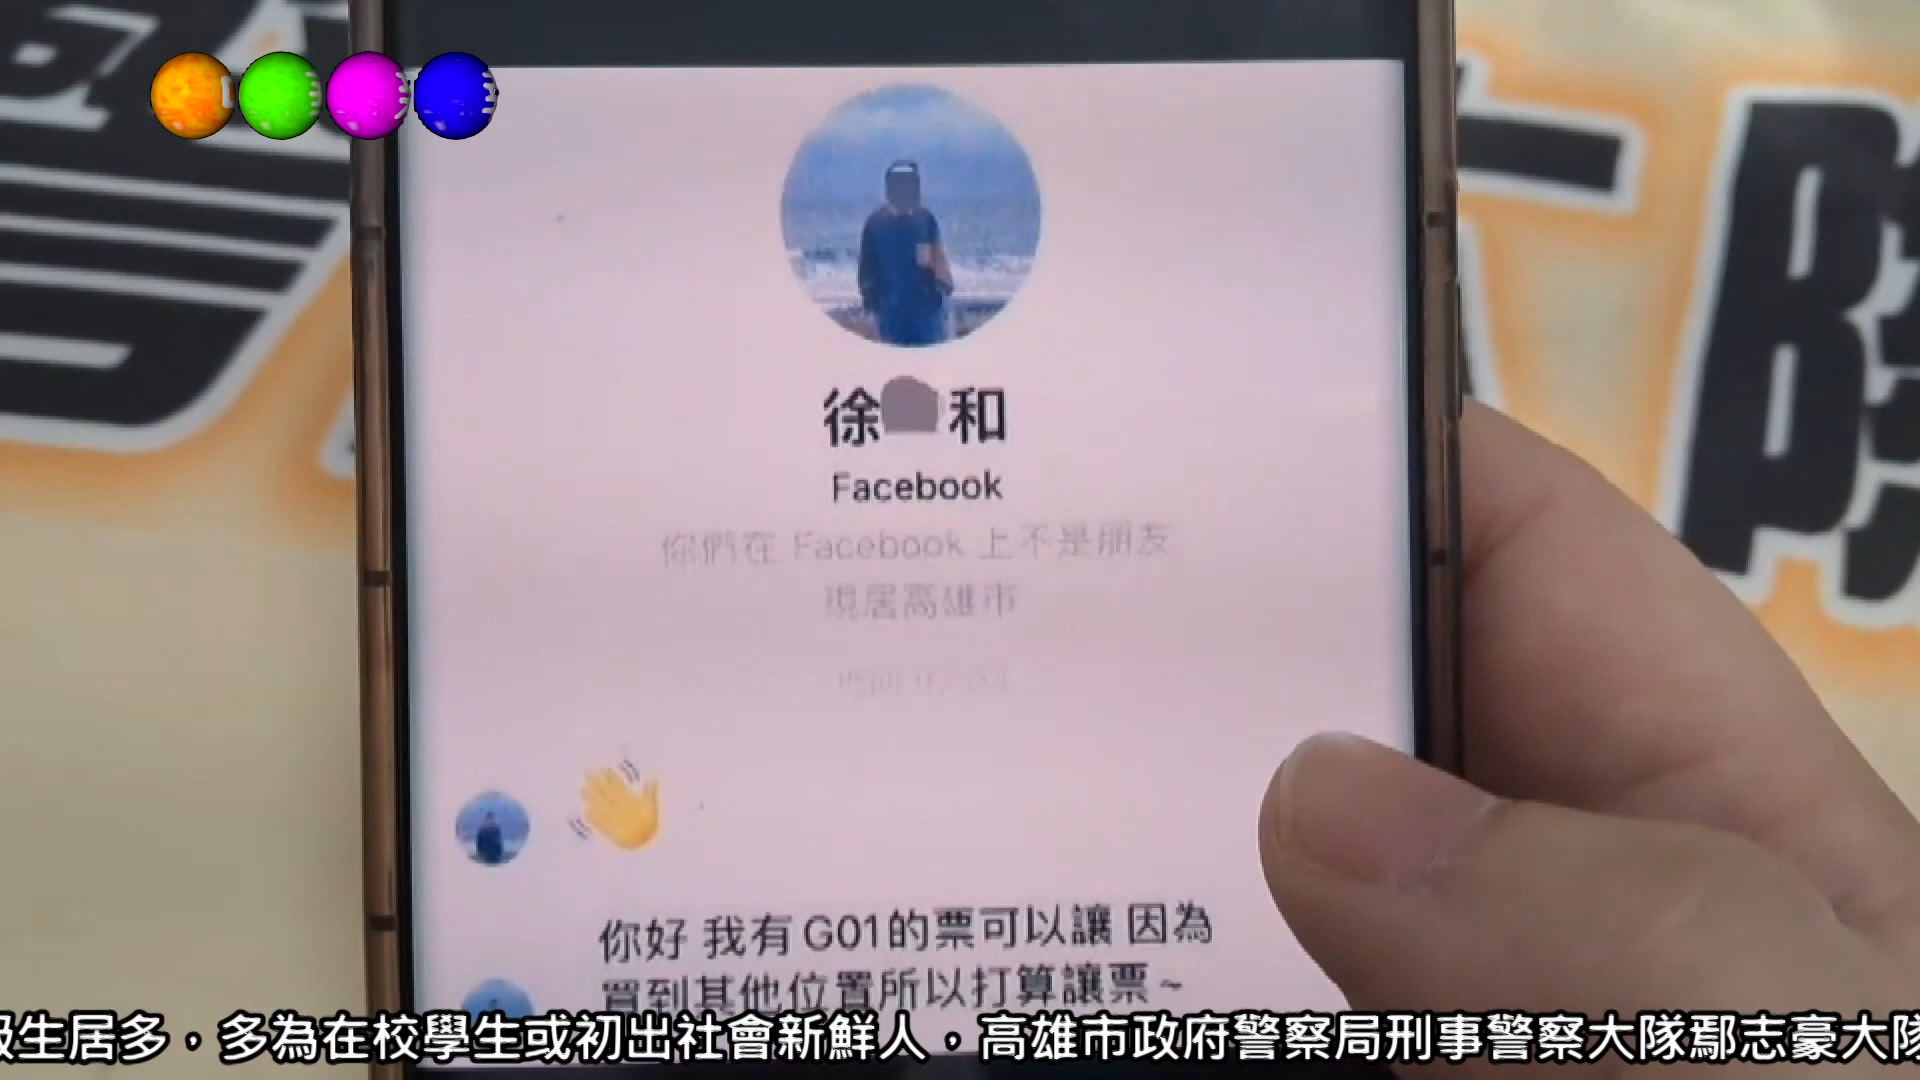 徐 和
Facebook
你們在 Facebook 上不是朋友
現居高雄市
你好 我有G01的票可以讓 因為
買到其他位置所以打算讓票~
級生居多，多為在校學生或初出社會新鮮人，高雄市政府警察局刑事警察大隊鄢志豪大隊